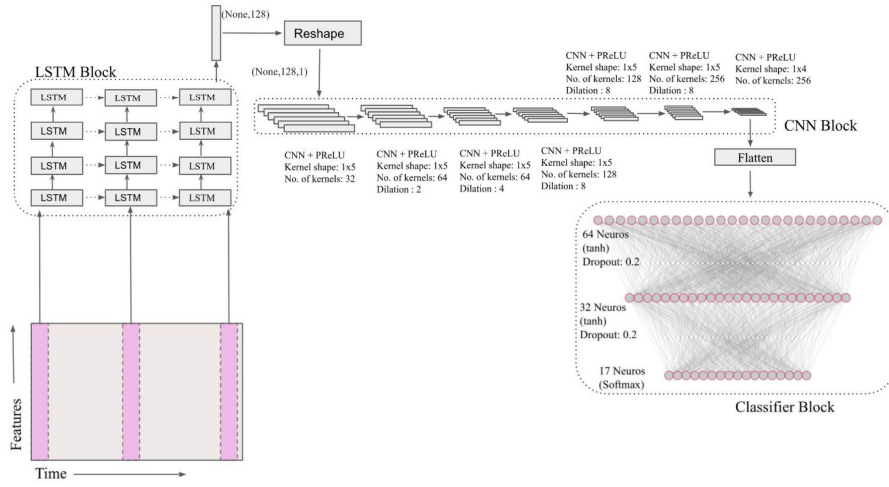 (None,128)
Reshape
(None,128,1)
LSTM Block
LSTM LSTM LSTM
LSTM LSTM LSTM
LSTM LSTM LSTM
LSTM LSTM LSTM
CNN + PReLU
Kernel shape: 1x5
No. of kernels: 128
Dilation : 8
CNN + PReLU
Kernel shape: 1x5
No. of kernels: 256
Dilation : 8
CNN + PReLU
Kernel shape: 1x4
No. of kernels: 256
CNN Block
CNN + PReLU
Kernel shape: 1x5
No. of kernels: 32
CNN + PReLU
Kernel shape: 1x5
No. of kernels: 64
Dilation : 2
CNN + PReLU
Kernel shape: 1x5
No. of kernels: 64
Dilation : 4
CNN + PReLU
Kernel shape: 1x5
No. of kernels: 128
Dilation : 8
Flatten
64 Neuros
(tanh)
Dropout: 0.2
32 Neuros
(tanh)
Dropout: 0.2
17 Neuros
(Softmax)
Classifier Block
Features
Time